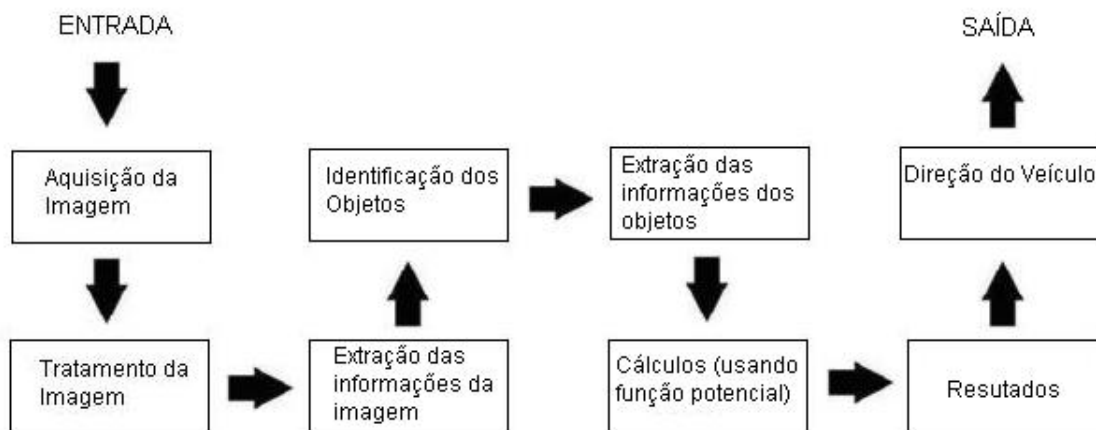 ENTRADA
Aquisição da
Imagem
Tratamento da
Imagem
Extração das
informações da
imagem
Identificação dos
Objetos
Extração das
informações dos
objetos
Cálculos (usando
função potencial)
Resutados
Direção do Veículo
SAÍDA